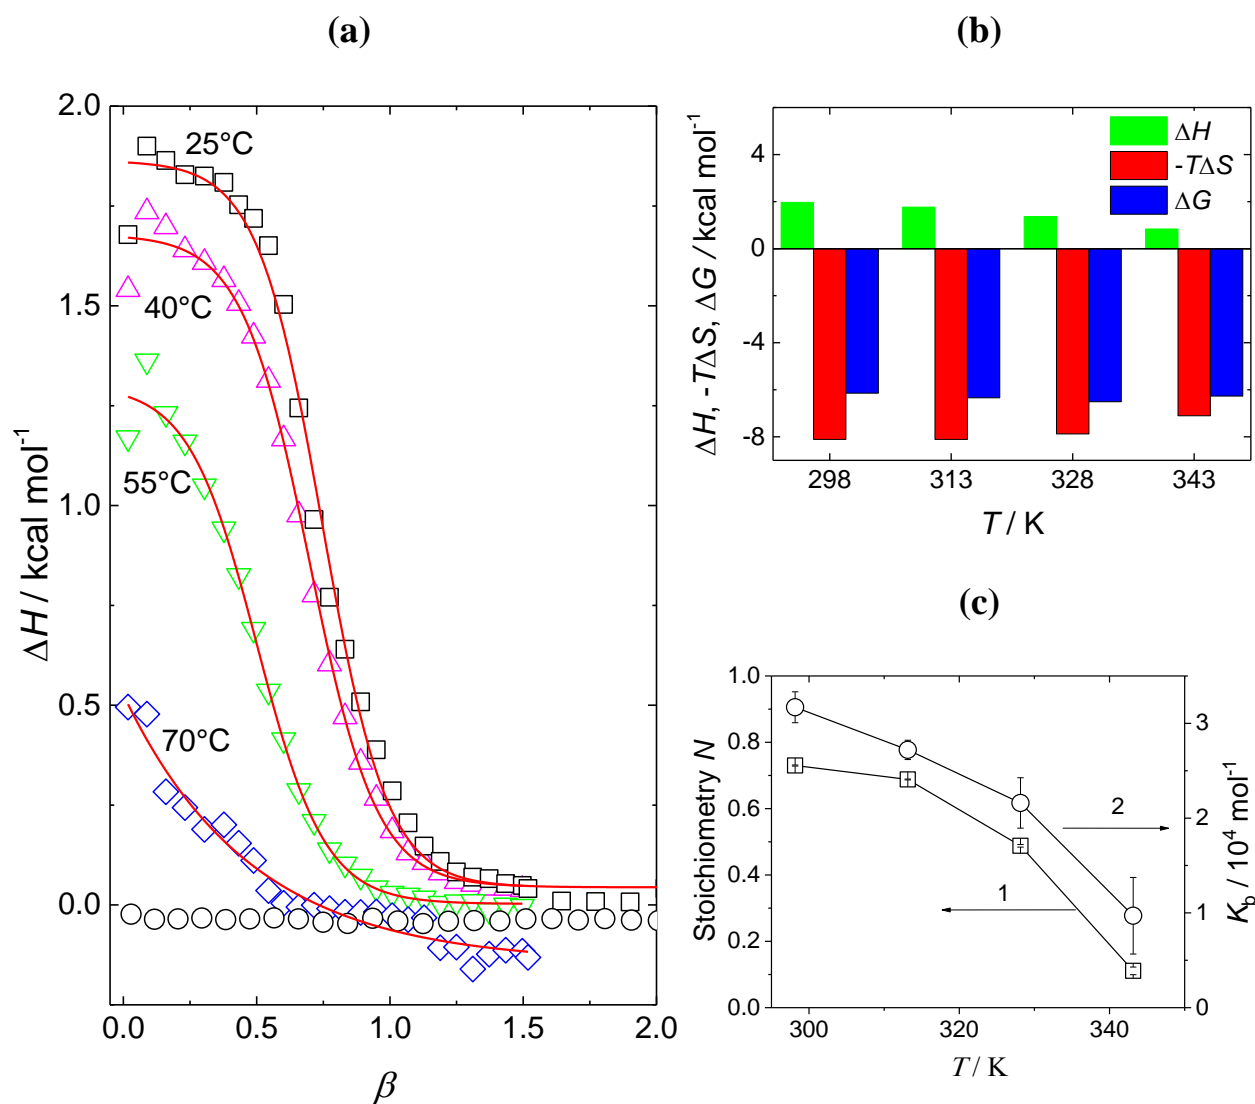 (a)
2.0
1.5
1.0
0.5
0.0
ΔH / kcal mol-1
25°C
40°C
55°C
70°C
0.0 0.5 1.0 1.5 2.0
β
(b)
4
0
-4
-8
ΔH, -TΔS, ΔG / kcal mol-1
ΔH
-TΔS
ΔG
298 313 328 343
T / K
(c)
1.0
0.8
0.6
0.4
0.2
0.0
Stoichiometry N
1
2
3
2
1
0
Kb / 10^4 mol-1
300 320 340
T / K